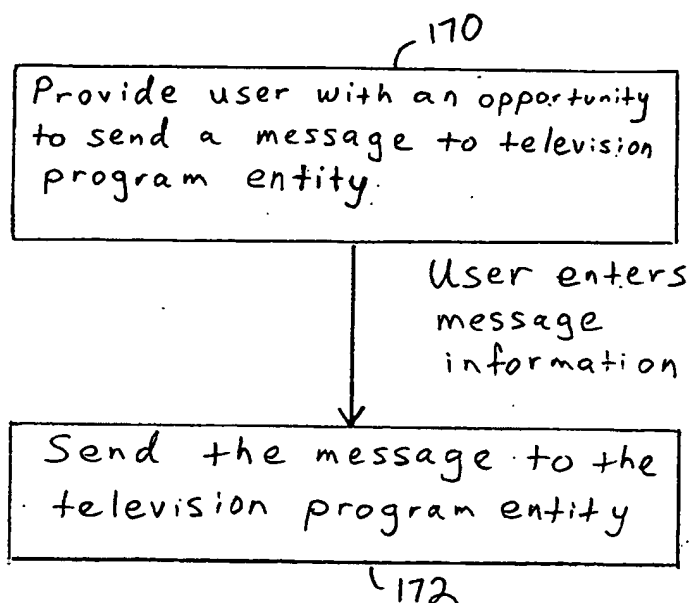 170
Provide user with an opportunity
to send a message to television
program entity.
User enters
message
information
Send the message to the
television program entity
172